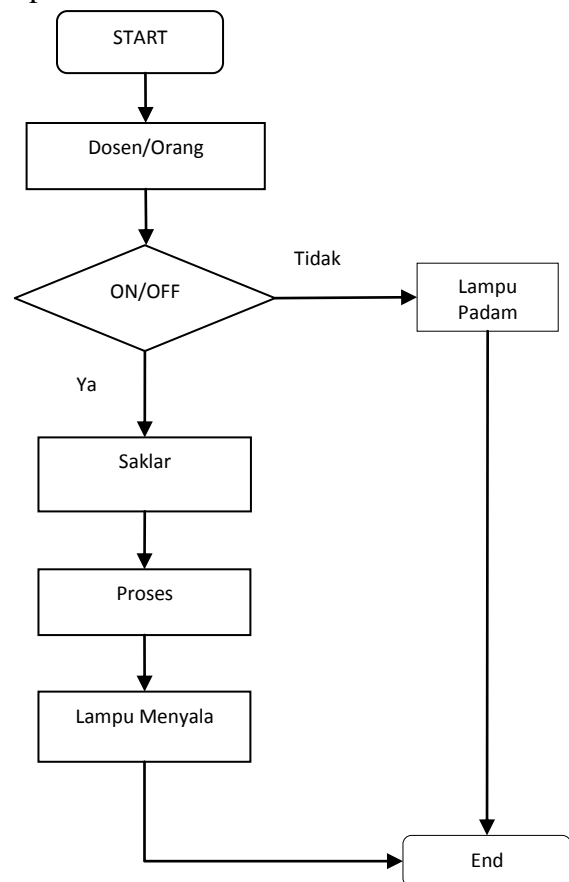 START
Dosen/Orang
ON/OFF
Tidak
Lampu
Padam
Ya
Saklar
Proses
Lampu Menyala
End